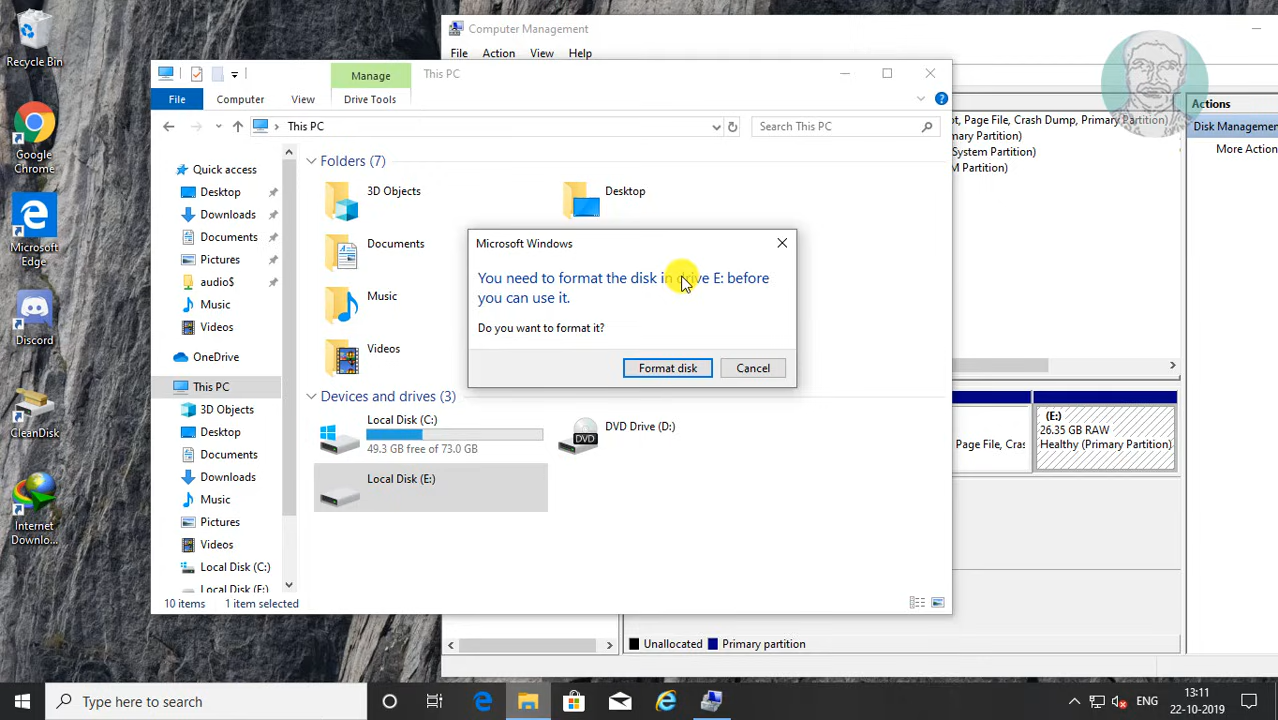 Recycle Bin
Google
Chrome
Microsoft
Edge
Discord
CleanDisk
Internet
Downlo...
Computer Management
File Action View Help
Manage
This PC
File Computer View Drive Tools
This PC
Search This PC
Quick access
Desktop
Downloads
Documents
Pictures
audio$
Music
Videos
OneDrive
This PC
3D Objects
Desktop
Documents
Downloads
Music
Pictures
Videos
Local Disk (C:)
Local Disk (E:)
Folders (7)
3D Objects
Desktop
Documents
Music
Videos
Devices and drives (3)
Local Disk (C:)
49.3 GB free of 73.0 GB
DVD Drive (D:)
DVD
Local Disk (E:)
10 items 1 item selected
Microsoft Windows
You need to format the disk in drive E: before
you can use it.
Do you want to format it?
Format disk Cancel
Page File, Crash Dump, Primary Partition)
Partition)
System Partition)
Partition)
Actions
Disk Managemen
More Action
Page File, Cras
(E:)
26.35 GB RAW
Healthy (Primary Partition)
Unallocated Primary partition
Type here to search
ENG
13:11
22-10-2019